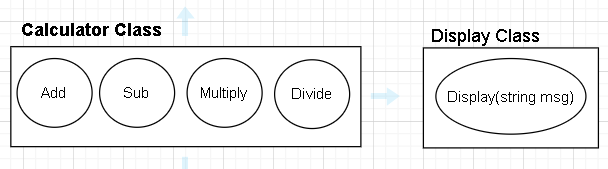 Calculator Class
Display Class
Add
Sub
Multiply
Divide
Display(string msg)